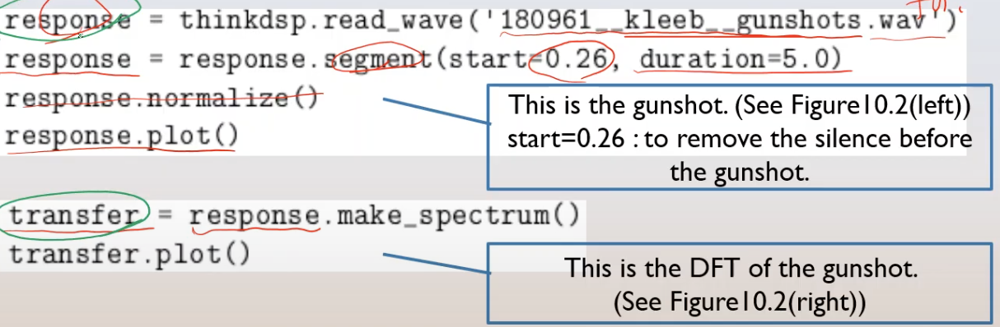 response = thinkdsp.read_wave('180961__kleeb__gunshots.wav')
response = response.segment(start=0.26, duration=5.0)
response.normalize()
response.plot()
This is the gunshot. (See Figure10.2(left))
start=0.26 : to remove the silence before
the gunshot.
transfer = response.make_spectrum()
transfer.plot()
This is the DFT of the gunshot.
(See Figure10.2(right))